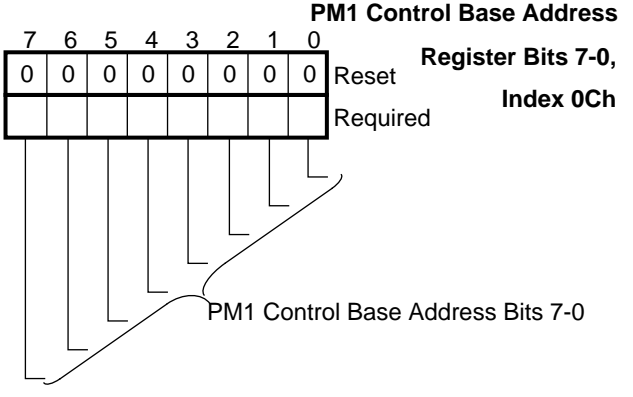 PM1 Control Base Address
Register Bits 7-0,
Index 0Ch
7 6 5 4 3 2 1 0
0 0 0 0 0 0 0 0 Reset
Required
PM1 Control Base Address Bits 7-0